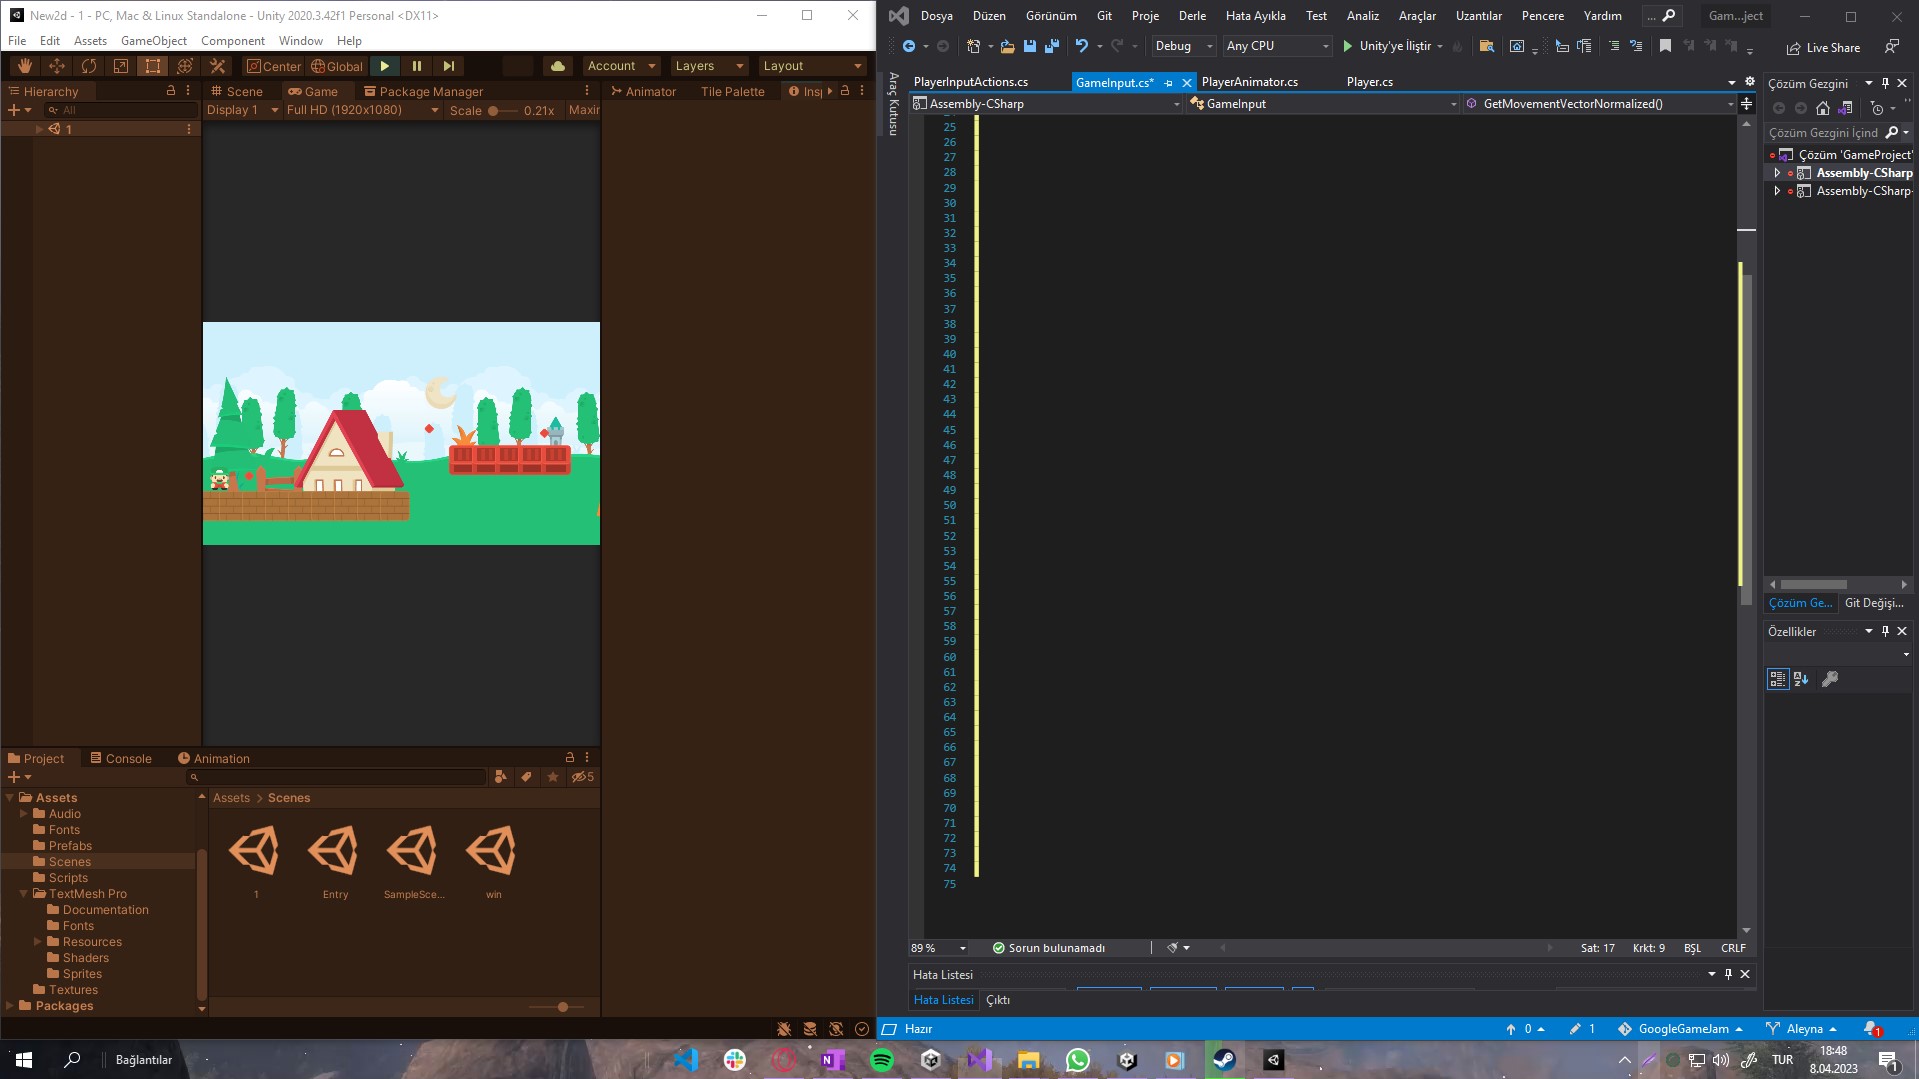 New2d - 1 - PC, Mac & Linux Standalone - Unity 2020.3.42f1 Personal <DX11>
File Edit Assets GameObject Component Window Help
Center Global Account Layers Layout
Hierarchy
All
1
Scene Game Package Manager
Display 1 Full HD (1920x1080) Scale 0.21x Maxir
Animator Tile Palette Insp
Project Console Animation
5
Assets
Audio
Fonts
Prefabs
Scenes
Scripts
TextMesh Pro
Documentation
Fonts
Resources
Shaders
Sprites
Textures
Packages
Assets > Scenes
1 Entry SampleSce... win
Dosya Düzen Görünüm Git Proje Derle Hata Ayıkla Test Analiz Araçlar Uzantılar Pencere Yardım ... Gam...ject
Debug Any CPU Unity'ye İliştir Live Share
Araç Kutusu
PlayerInputActions.cs GameInput.cs* PlayerAnimator.cs Player.cs
Assembly-CSharp GameInput GetMovementVectorNormalized()
25
26
27
28
29
30
31
32
33
34
35
36
37
38
39
40
41
42
43
44
45
46
47
48
49
50
51
52
53
54
55
56
57
58
59
60
61
62
63
64
65
66
67
68
69
70
71
72
73
74
75
89 % Sorun bulunamadı Sat: 17 Krkt: 9 BŞL CRLF
Hata Listesi
Hata Listesi Çıktı
Çözüm Gezgini
Çözüm Gezgini İçind
Çözüm 'GameProject'
Assembly-CSharp
Assembly-CSharp-
Çözüm Ge... Git Değişi...
Özellikler
Hazır 0 1 GoogleGameJam Aleyna 1
Bağlantılar
TUR
18:48
8.04.2023
1